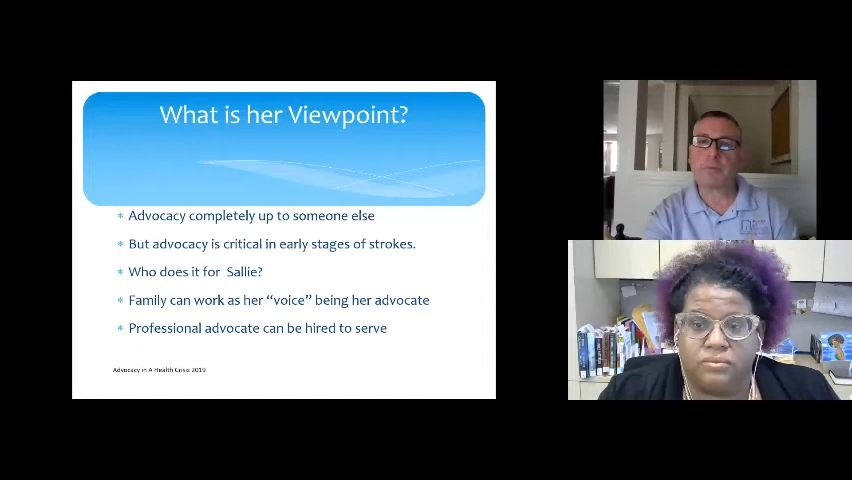 What is her Viewpoint?
* Advocacy completely up to someone else
* But advocacy is critical in early stages of strokes.
* Who does it for Sallie?
* Family can work as her “voice” being her advocate
* Professional advocate can be hired to serve
Advocacy in A Health Crisis 2019